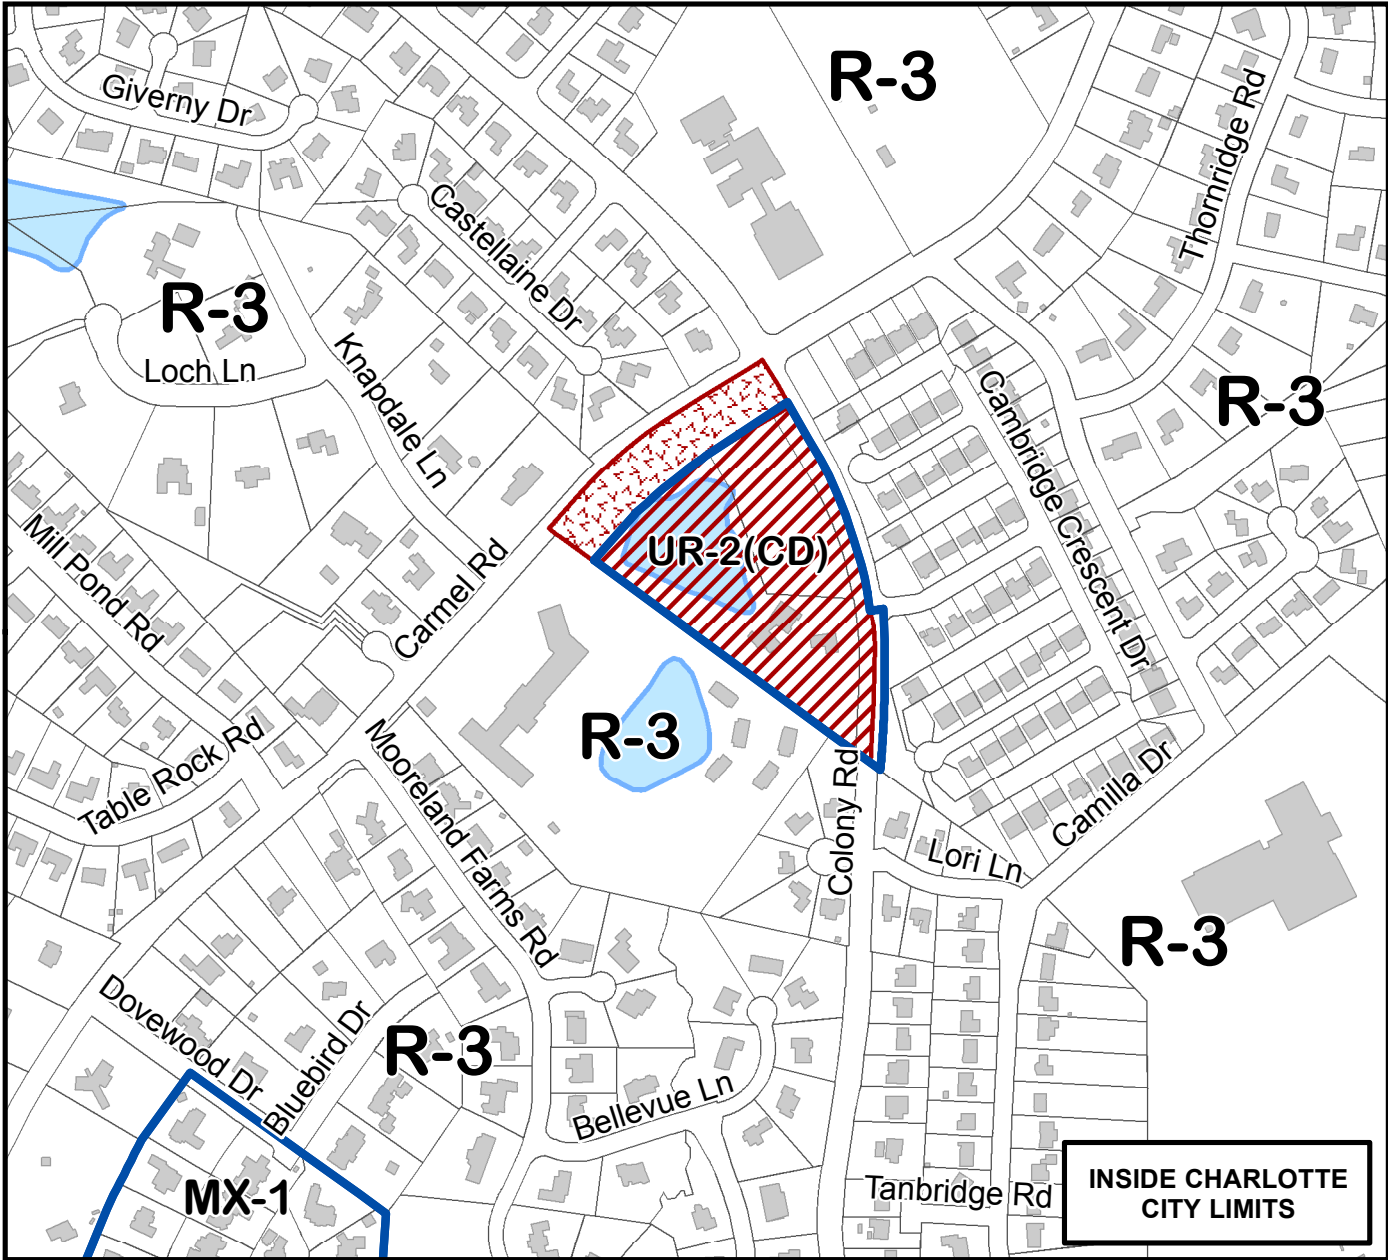 R-3
Giverny Dr
Thornridge Rd
Castellaine Dr
R-3
Knapdale Ln
Loch Ln
Cambridge Crescent Dr
R-3
Mill Pond Rd
Carmel Rd
UR-2(CD)
R-3
Table Rock Rd
Mooreland Farms Rd
Colony Rd
Camilla Dr
Lori Ln
R-3
Dovewood Dr
Bluebird Dr
R-3
Bellevue Ln
MX-1
Tanbridge Rd
INSIDE CHARLOTTE
CITY LIMITS